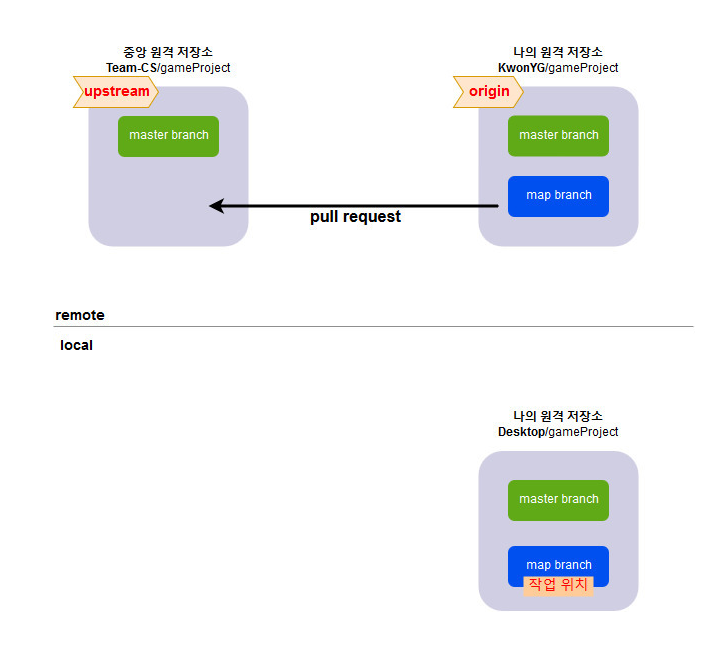 중앙 원격 저장소
Team-CS/gameProject
upstream
master branch
나의 원격 저장소
KwonYG/gameProject
origin
master branch
map branch
pull request
remote
local
나의 원격 저장소
Desktop/gameProject
master branch
map branch
작업 위치